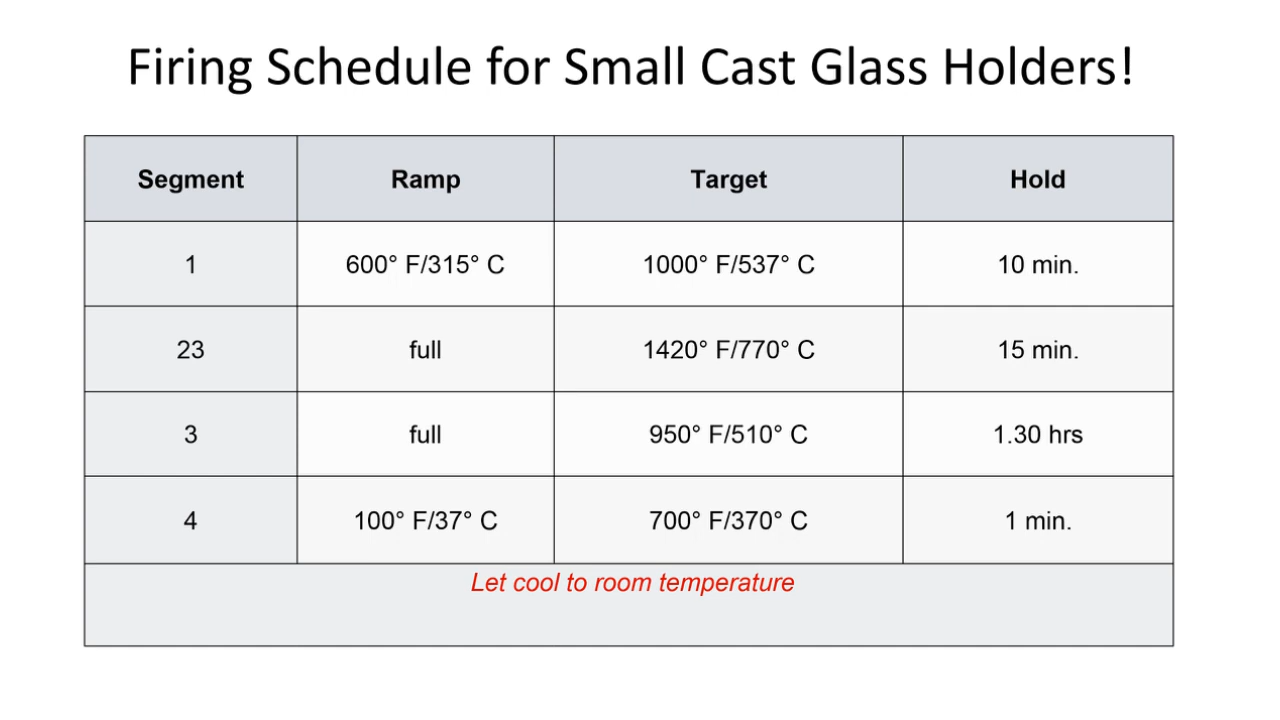 Firing Schedule for Small Cast Glass Holders!
Segment Ramp Target Hold
1 600° F/315° C 1000° F/537° C 10 min.
23 full 1420° F/770° C 15 min.
3 full 950° F/510° C 1.30 hrs
4 100° F/37° C 700° F/370° C 1 min.
Let cool to room temperature